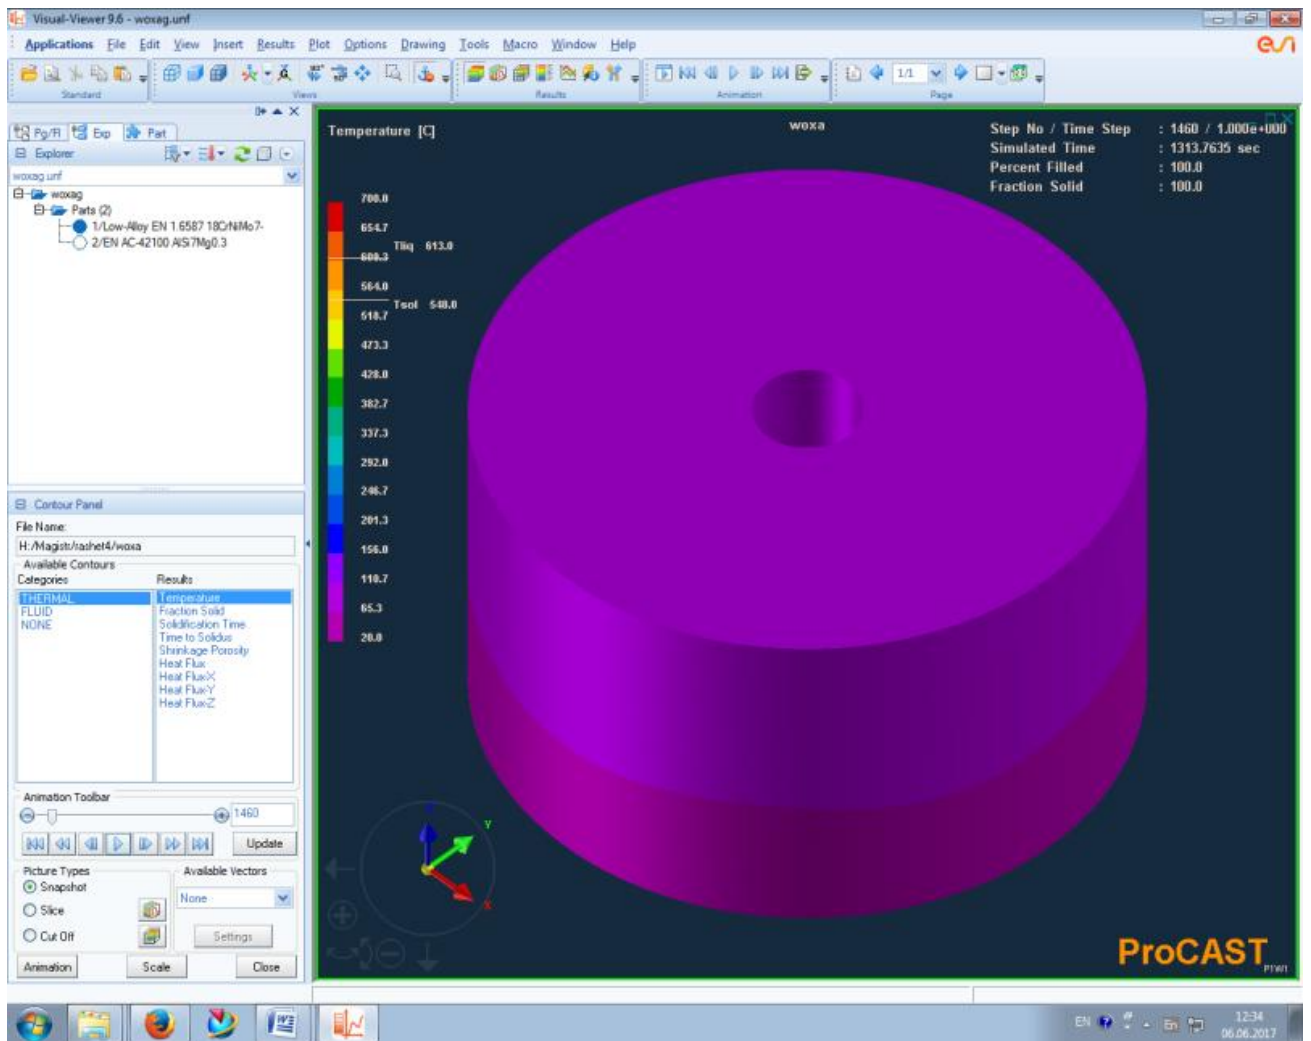 Visual-Viewer 9.6 - woxag.unf
Applications File Edit View Insert Results Plot Options Drawing Tools Macro Window Help
esi
1/1
Standard Views Results Animation Page
Pg/Fl Exp Part
Explorer
woxag.unf
woxag
Parts (2)
1/Low-Alloy EN 1.6587 18CrNiMo7-
2/EN AC-42100 AlSi7Mg0.3
Contour Panel
File Name:
H:/Magistr/rashet4/woxa
Available Contours
Categories Results
THERMAL
FLUID
NONE
Temperature
Fraction Solid
Solidification Time
Time to Solidus
Shrinkage Porosity
Heat Flux
Heat Flux-X
Heat Flux-Y
Heat Flux-Z
Animation Toolbar
1460
Update
Picture Types
Snapshot
Slice
Cut Off
Available Vectors
None
Settings
Animation Scale Close
Temperature [C]
woxa
Step No / Time Step : 1460 / 1.000e+000
Simulated Time : 1313.7635 sec
Percent Filled : 100.0
Fraction Solid : 100.0
700.0
654.7
Tliq 613.0
609.3
564.0
Tsol 548.0
518.7
473.3
428.0
382.7
337.3
292.0
246.7
201.3
156.0
110.7
65.3
20.0
Y
X
ProCAST
P1W1
EN
En
12:34
06.06.2017